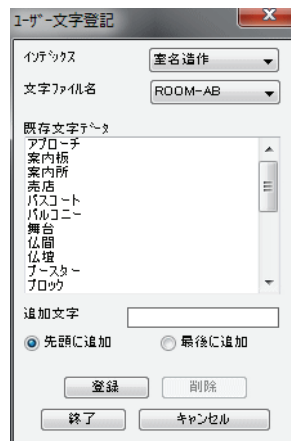 ユーザー文字登記
インデックス 室名造作
文字ファイル名 ROOM-AB
既存文字データ
アプローチ
案内板
案内所
売店
パスコート
バルコニー
舞台
仏間
仏壇
ブースター
ブロック
追加文字
先頭に追加 最後に追加
登録 削除
終了 キャンセル